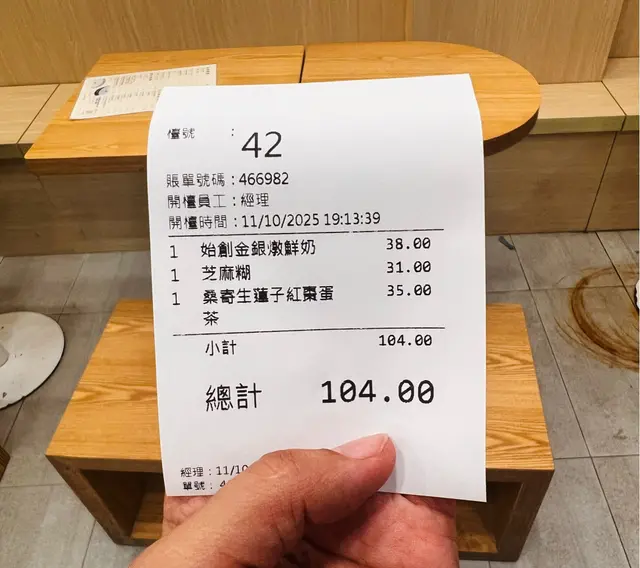 檯號 : 42
賬單號碼 : 466982
開檯員工 : 經理
開檯時間 : 11/10/2025 19:13:39
1 始創金銀燉鮮奶 38.00
1 芝麻糊 31.00
1 桑寄生蓮子紅棗蛋 35.00
茶
小計 104.00
總計 104.00
經理 : 11/10
單號 :